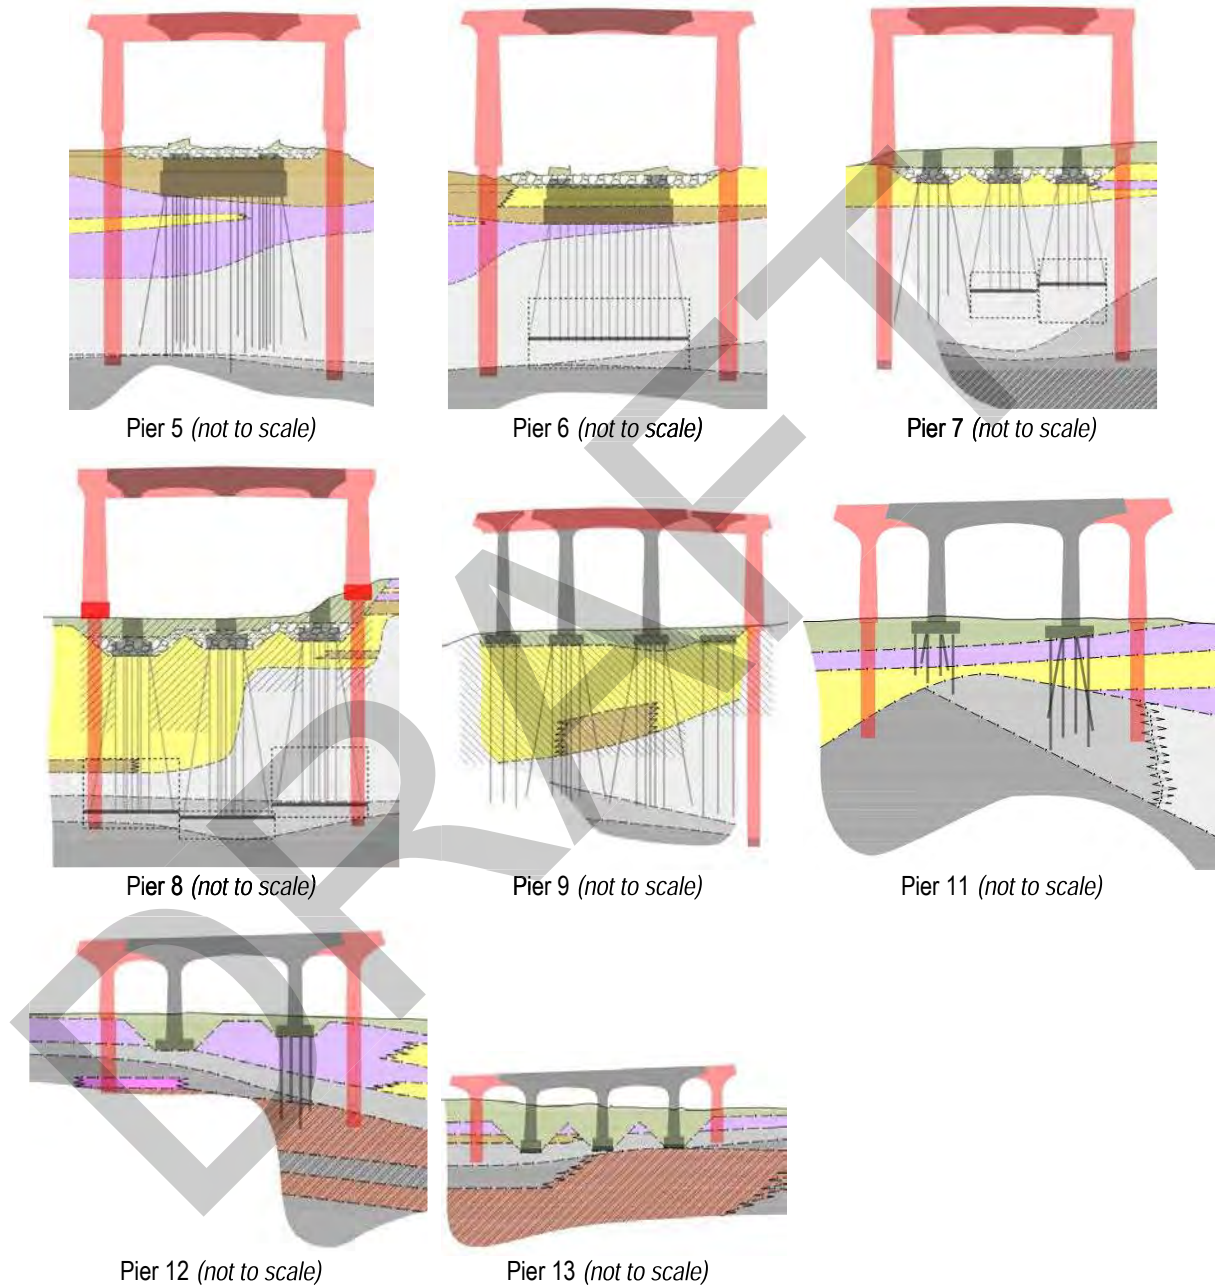 Pier 5 (not to scale)
Pier 6 (not to scale)
Pier 7 (not to scale)
Pier 8 (not to scale)
Pier 9 (not to scale)
Pier 11 (not to scale)
Pier 12 (not to scale)
Pier 13 (not to scale)
DRAFT